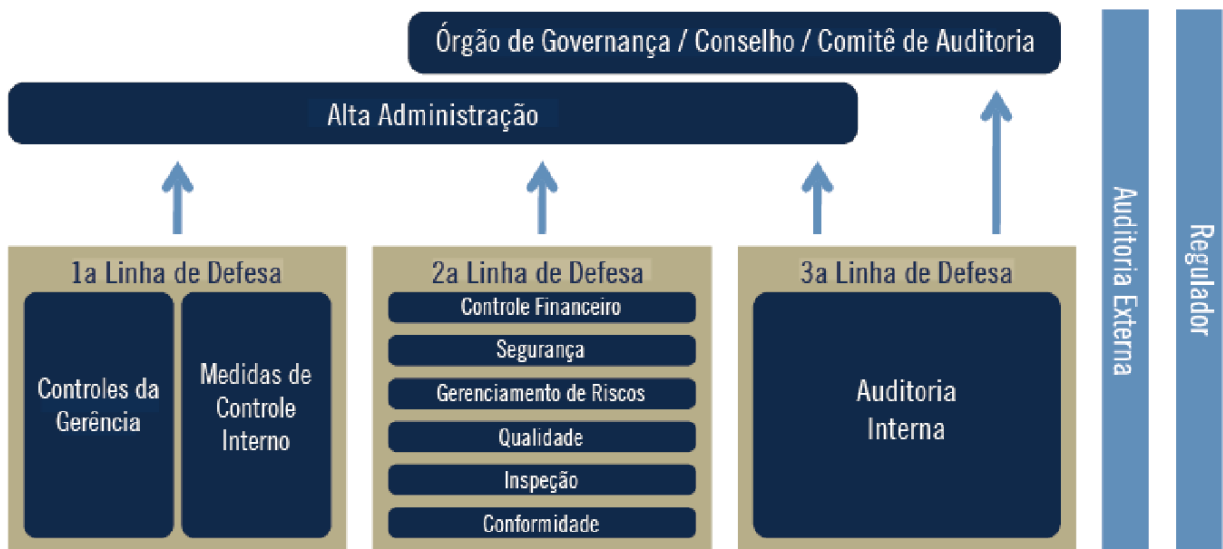 Órgão de Governança / Conselho / Comitê de Auditoria
Alta Administração
1a Linha de Defesa
Controles da
Gerência
Medidas de
Controle
Interno
2a Linha de Defesa
Controle Financeiro
Segurança
Gerenciamento de Riscos
Qualidade
Inspeção
Conformidade
3a Linha de Defesa
Auditoria
Interna
Auditoria Externa
Regulador